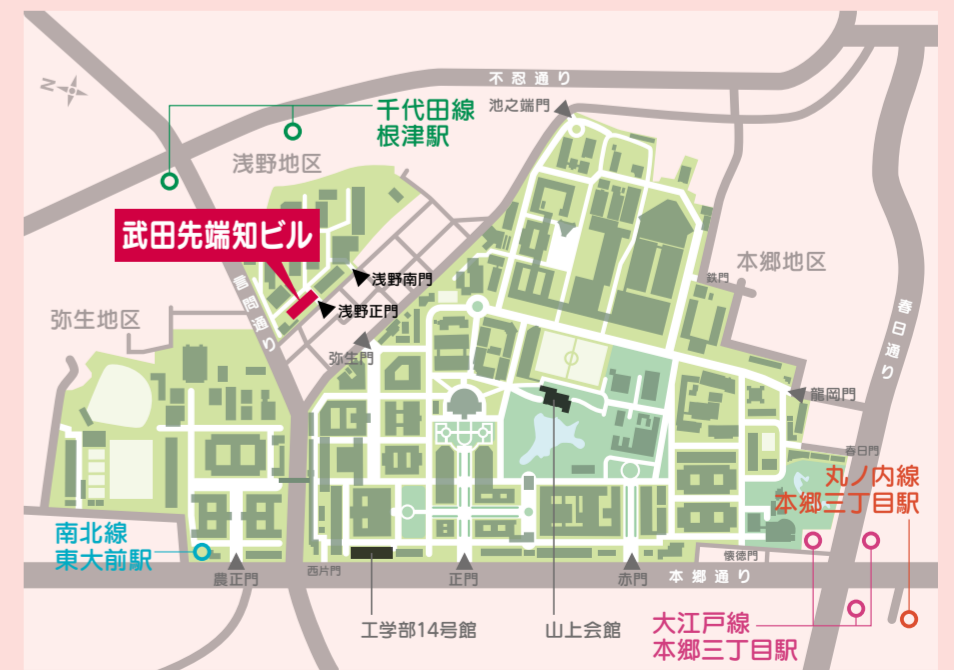 不忍通り
N
千代田線
根津駅
池之端門
浅野地区
武田先端知ビル
本郷地区
浅野南門
鉄門
言問通り
浅野正門
春日通り
弥生地区
弥生門
龍岡門
春日門
丸ノ内線
本郷三丁目駅
南北線
東大前駅
懐徳門
西片門
農正門
正門
赤門
本郷通り
工学部14号館
山上会館
大江戸線
本郷三丁目駅